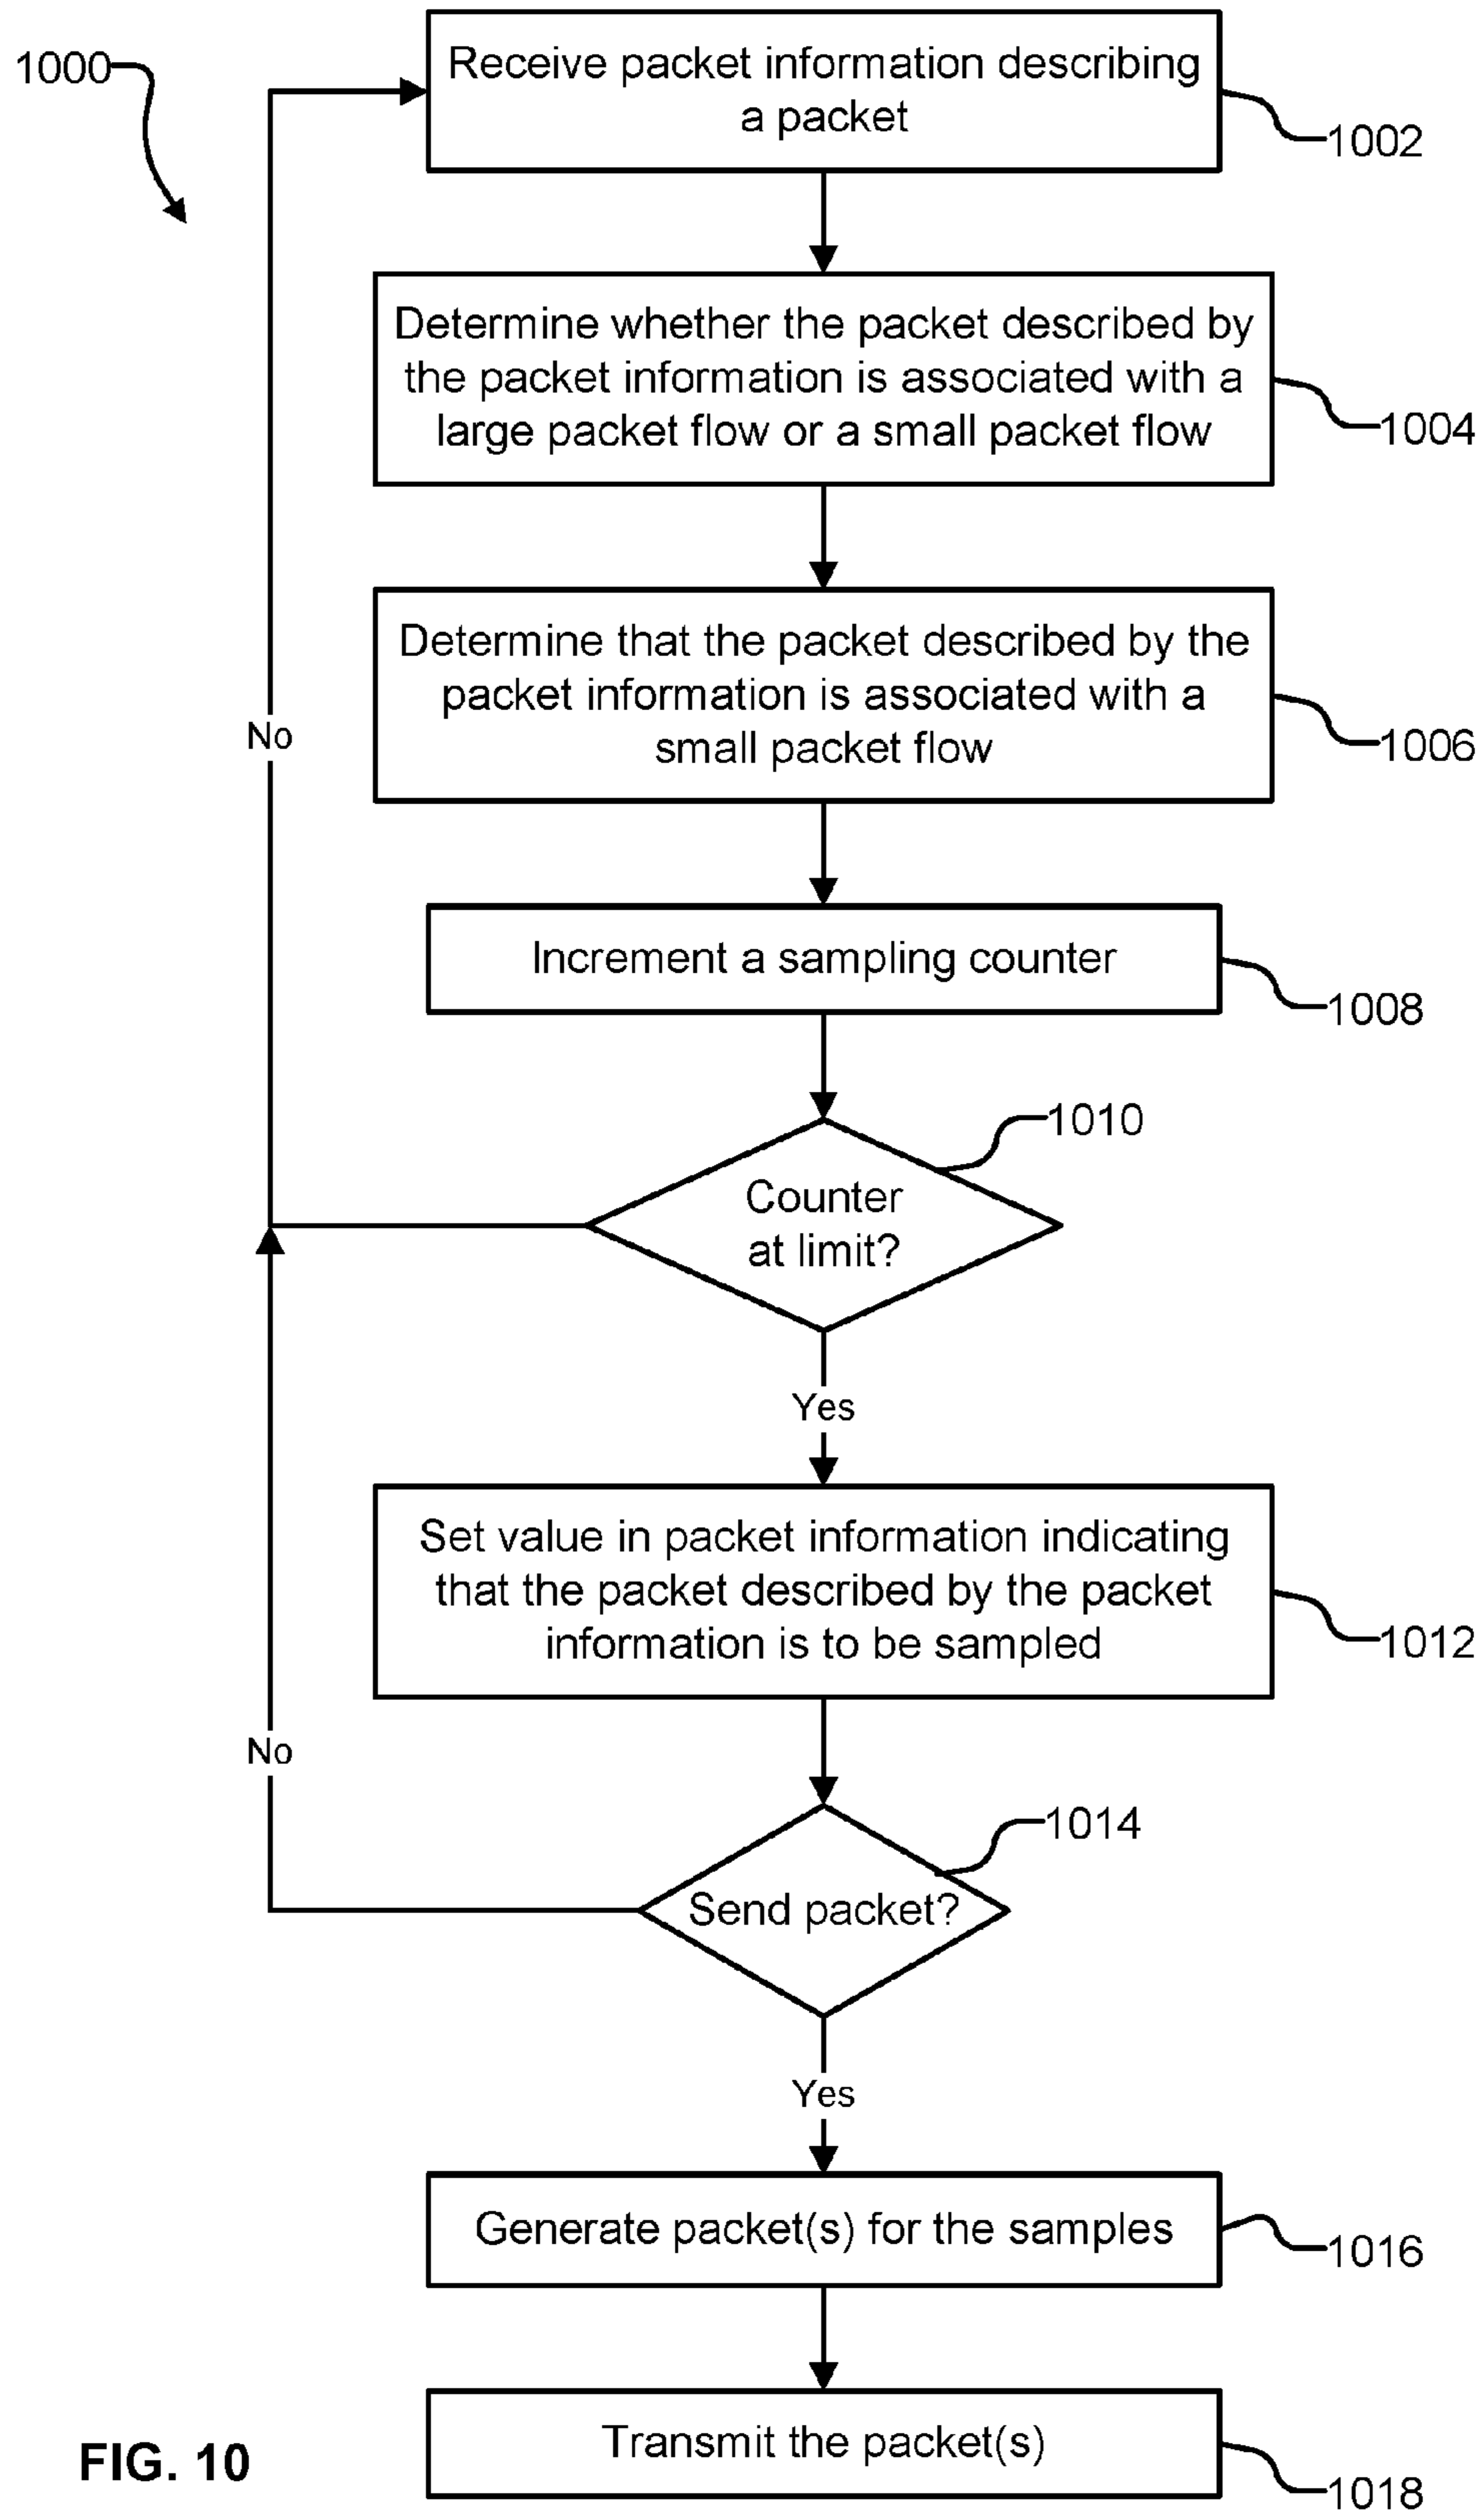 1000
Receive packet information describing
a packet
1002
Determine whether the packet described by
the packet information is associated with a
large packet flow or a small packet flow
1004
Determine that the packet described by the
packet information is associated with a
small packet flow
1006
No
Increment a sampling counter
1008
1010
Counter
at limit?
Yes
Set value in packet information indicating
that the packet described by the packet
information is to be sampled
1012
No
1014
Send packet?
Yes
Generate packet(s) for the samples
1016
Transmit the packet(s)
1018
FIG. 10